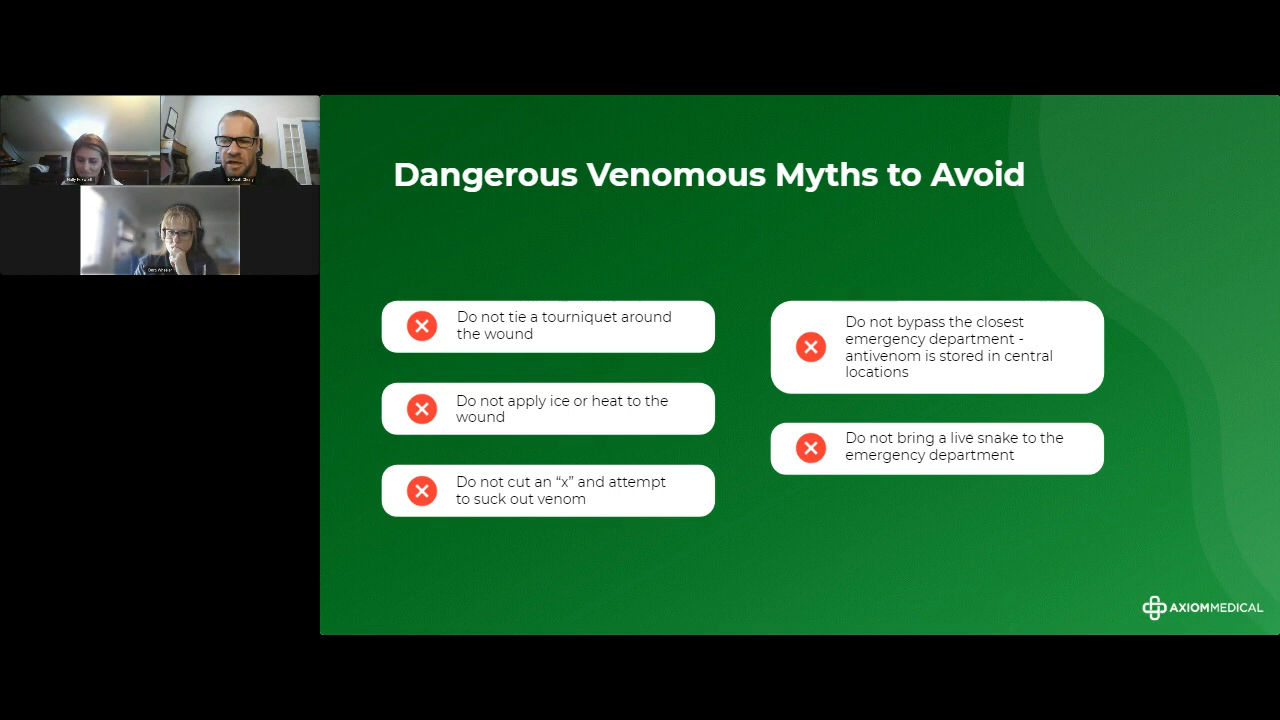 Dangerous Venomous Myths to Avoid
Do not tie a tourniquet around
the wound
Do not apply ice or heat to the
wound
Do not cut an “x” and attempt
to suck out venom
Do not bypass the closest
emergency department -
antivenom is stored in central
locations
Do not bring a live snake to the
emergency department
AXIOMMEDICAL